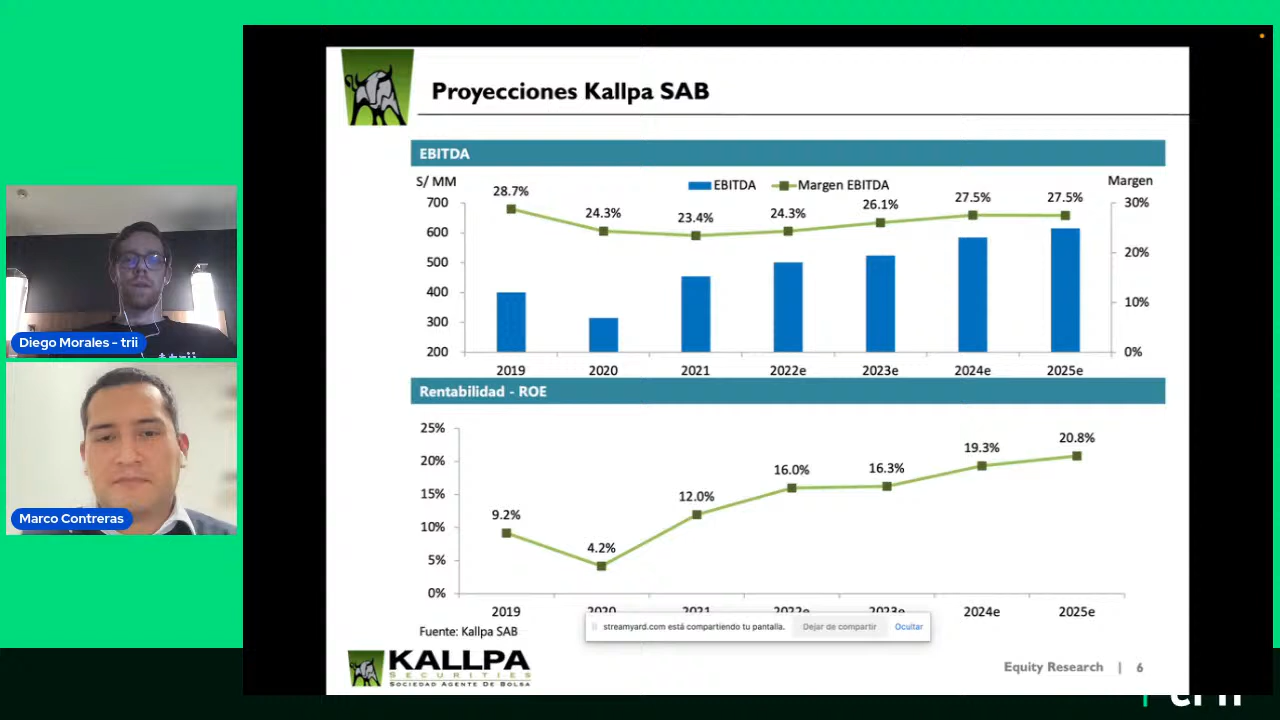 Proyecciones Kallpa SAB
EBITDA
S/ MM
EBITDA
Margen EBITDA
Margen
28.7%
24.3%
23.4%
24.3%
26.1%
27.5%
27.5%
700
600
500
400
300
200
30%
20%
10%
0%
2019
2020
2021
2022e
2023e
2024e
2025e
Rentabilidad - ROE
25%
20%
15%
10%
5%
0%
9.2%
4.2%
12.0%
16.0%
16.3%
19.3%
20.8%
2019
2020
2021
2022e
2023e
2024e
2025e
streamyard.com está compartiendo tu pantalla.
Dejar de compartir
Ocultar
Fuente: Kallpa SAB
KALLPA
SECURITIES
SOCIEDAD AGENTE DE BOLSA
Equity Research | 6
Diego Morales - trii
Marco Contreras